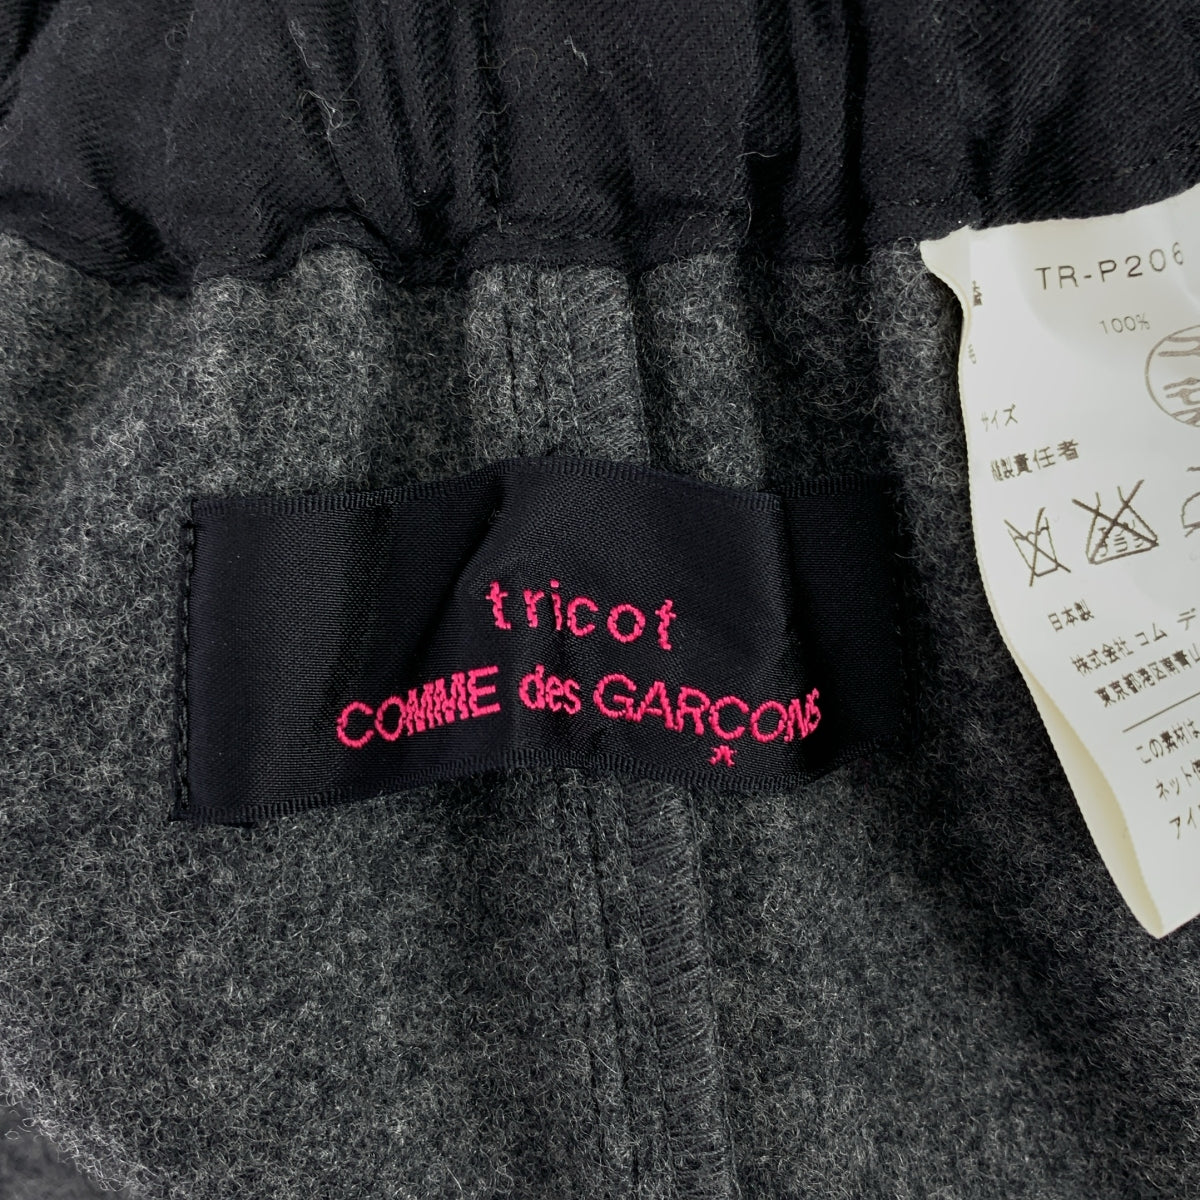 tricot
COMME des GARCONS
TR-P206
毛
100%
サイズ
縫製責任者
日本製
株式会社 コム デ
東京都港区南青山
この素材は
ネット
アイ